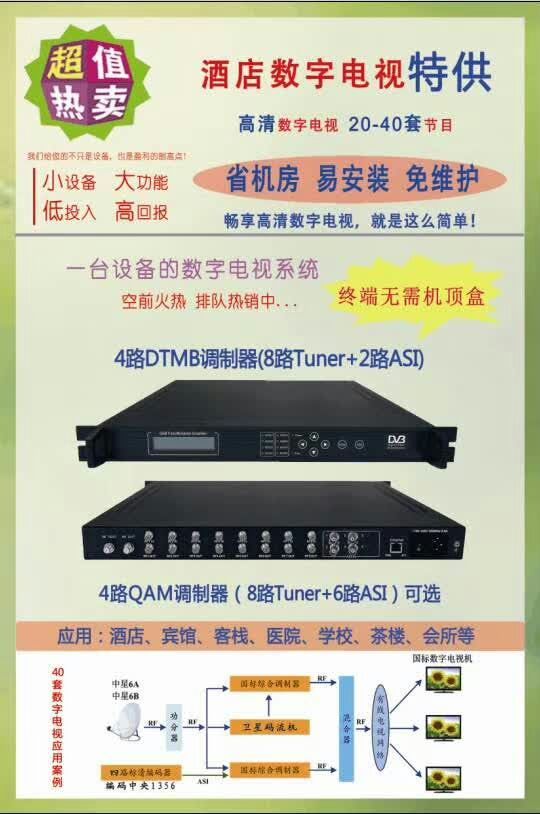 超值
热卖
酒店数字电视特供
高清数字电视 20-40套节目
我们给您的不只是设备，也是盈利的制高点！
小设备 大功能
低投入 高回报
省机房 易安装 免维护
畅享高清数字电视，就是这么简单！
一台设备的数字电视系统
空前火热 排队热销中...
终端无需机顶盒
4路DTMB调制器(8路Tuner+2路ASI)
DVB
4路QAM调制器（8路Tuner+6路ASI）可选
应用：酒店、宾馆、客栈、医院、学校、茶楼、会所等
40套数字电视应用案例
中星6A
中星6B
RF
功分器
国标综合调制器
RF
卫星码流机
四路标清编码器
编码中央1356
ASI
国标综合调制器
RF
混合器
RF
有线电视网络
国标数字电视机